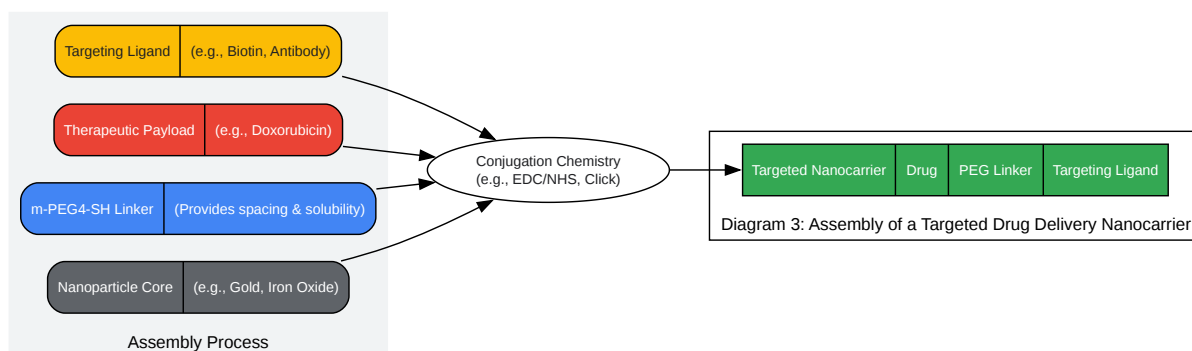 Targeting Ligand (e.g., Biotin, Antibody)
Therapeutic Payload (e.g., Doxorubicin)
m-PEG4-SH Linker (Provides spacing & solubility)
Nanoparticle Core (e.g., Gold, Iron Oxide)
Assembly Process
Conjugation Chemistry
(e.g., EDC/NHS, Click)
Targeted Nanocarrier Drug PEG Linker Targeting Ligand
Diagram 3: Assembly of a Targeted Drug Delivery Nanocarrier